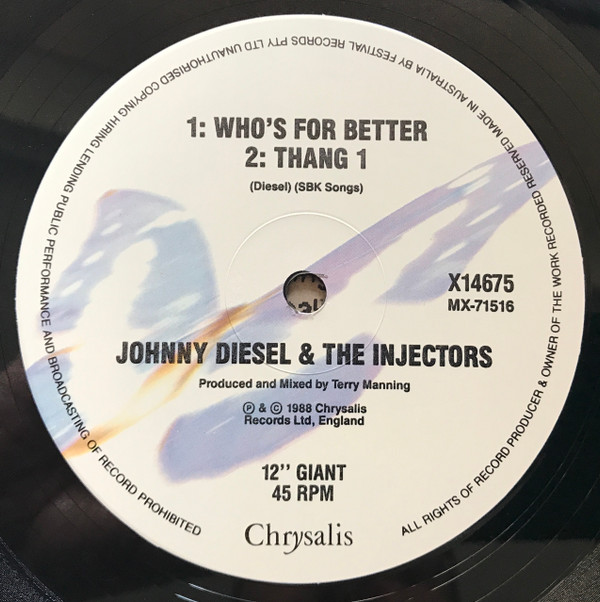 1: WHO'S FOR BETTER
2: THANG 1
(Diesel) (SBK Songs)
X14675
MX-71516
JOHNNY DIESEL & THE INJECTORS
Produced and Mixed by Terry Manning
Ⓟ & © 1988 Chrysalis
Records Ltd, England
12" GIANT
45 RPM
Chrysalis
ALL RIGHTS OF RECORD PRODUCER & OWNER OF THE WORK RECORDED RESERVED MADE IN AUSTRALIA BY FESTIVAL RECORDS PTY LTD UNAUTHORISED COPYING HIRING LENDING PUBLIC PERFORMANCE AND BROADCASTING OF RECORD PROHIBITED